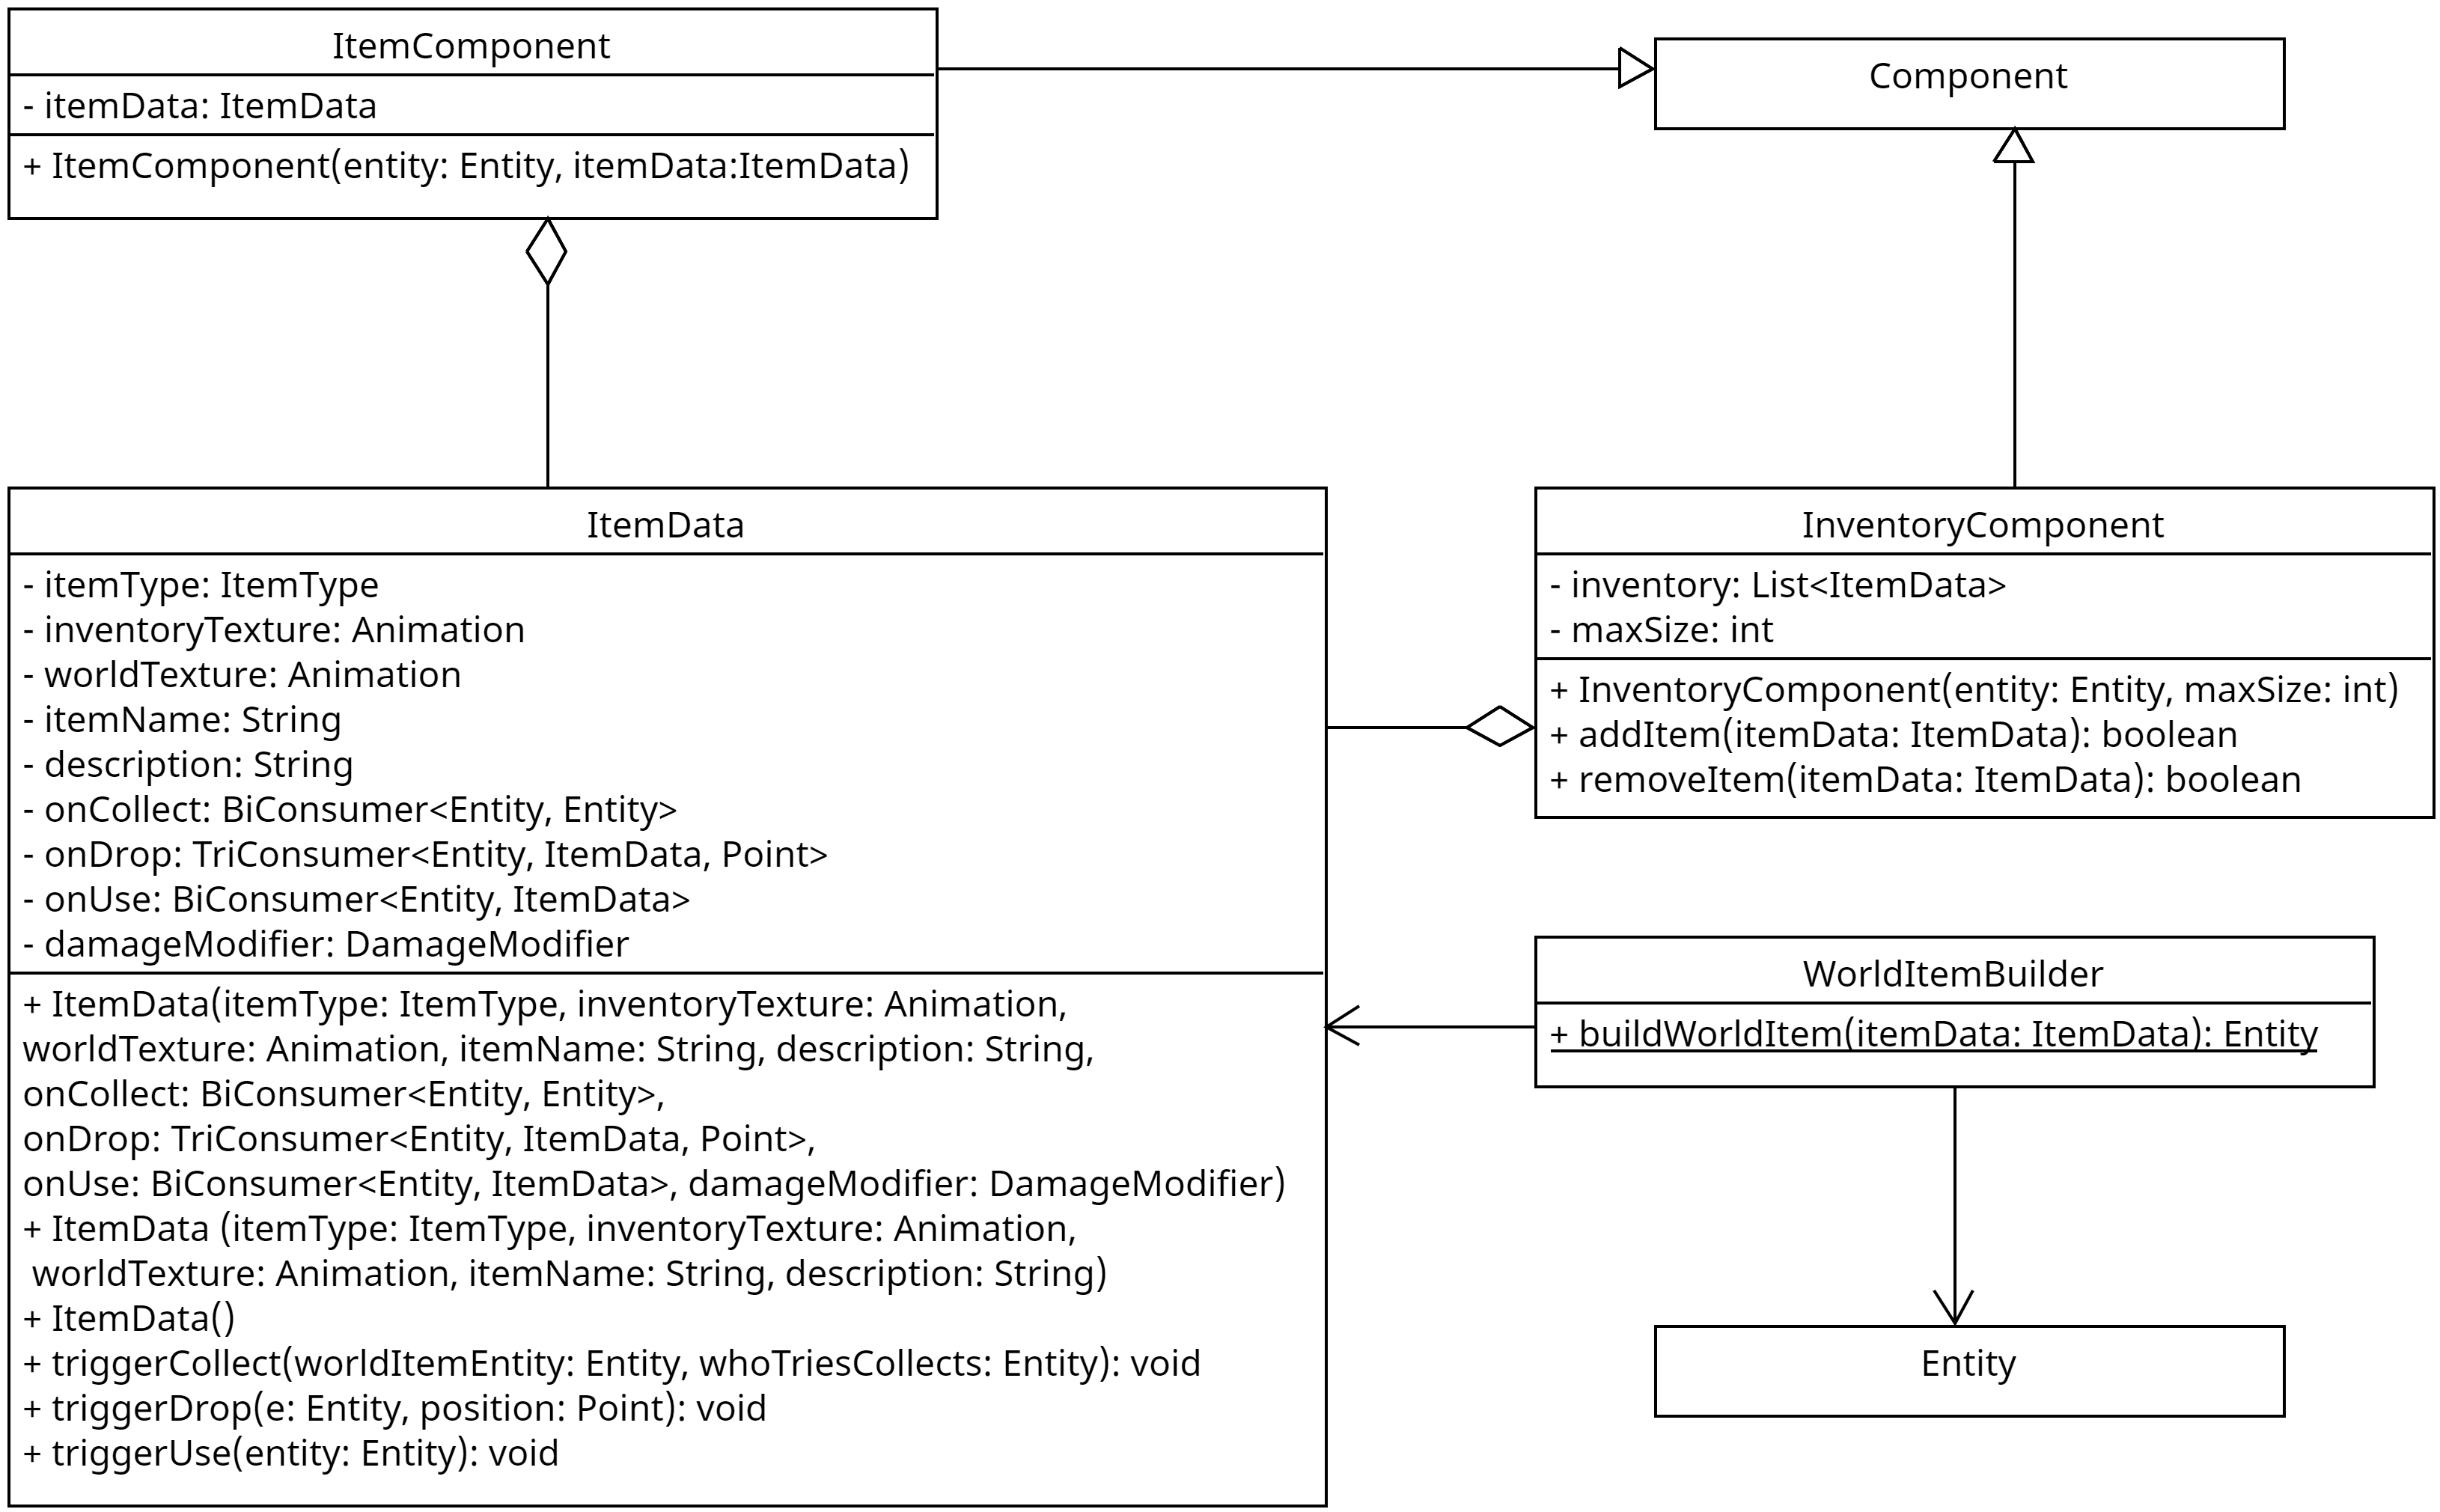 ItemComponent
- itemData: ItemData
+ ItemComponent(entity: Entity, itemData:ItemData)
Component
ItemData
- itemType: ItemType
- inventoryTexture: Animation
- worldTexture: Animation
- itemName: String
- description: String
- onCollect: BiConsumer<Entity, Entity>
- onDrop: TriConsumer<Entity, ItemData, Point>
- onUse: BiConsumer<Entity, ItemData>
- damageModifier: DamageModifier
+ ItemData(itemType: ItemType, inventoryTexture: Animation,
worldTexture: Animation, itemName: String, description: String,
onCollect: BiConsumer<Entity, Entity>,
onDrop: TriConsumer<Entity, ItemData, Point>,
onUse: BiConsumer<Entity, ItemData>, damageModifier: DamageModifier)
+ ItemData (itemType: ItemType, inventoryTexture: Animation,
worldTexture: Animation, itemName: String, description: String)
+ ItemData()
+ triggerCollect(worldItemEntity: Entity, whoTriesCollects: Entity): void
+ triggerDrop(e: Entity, position: Point): void
+ triggerUse(entity: Entity): void
InventoryComponent
- inventory: List<ItemData>
- maxSize: int
+ InventoryComponent(entity: Entity, maxSize: int)
+ addItem(itemData: ItemData): boolean
+ removeItem(itemData: ItemData): boolean
WorldItemBuilder
+ buildWorldItem(itemData: ItemData): Entity
Entity